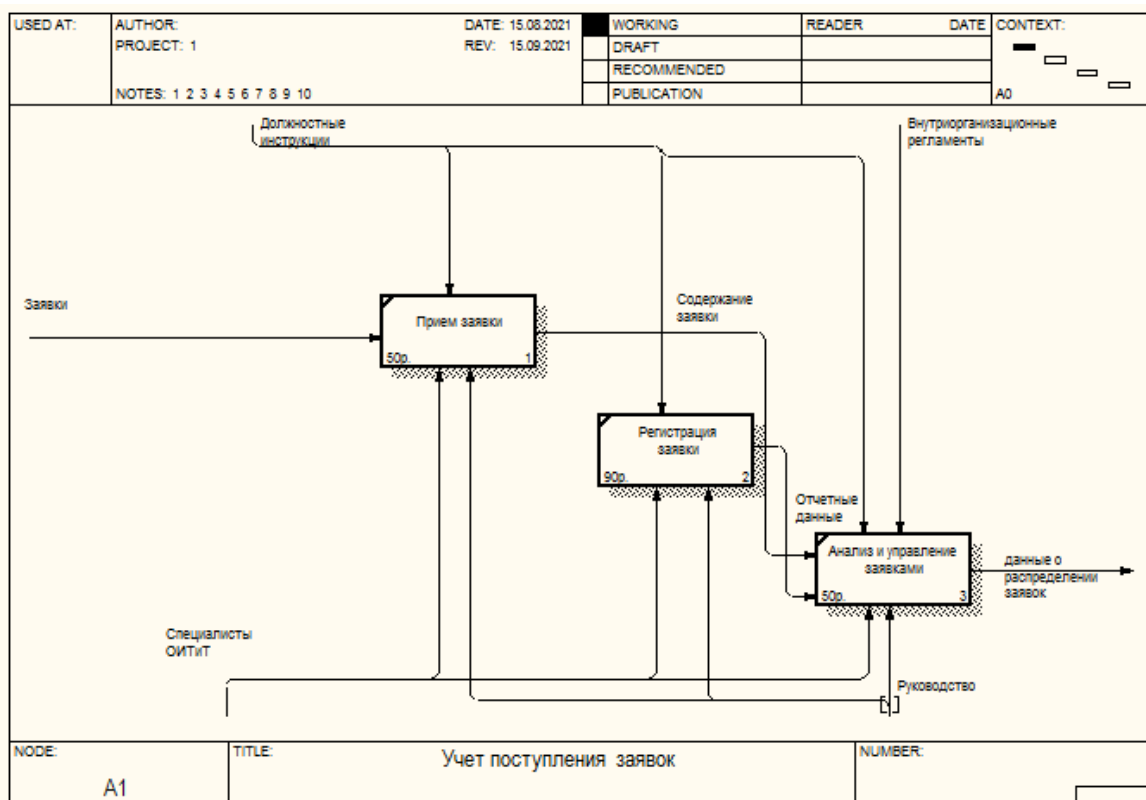 USED AT:
AUTHOR:
DATE: 15.08.2021
PROJECT: 1
REV: 15.09.2021
NOTES: 1 2 3 4 5 6 7 8 9 10
WORKING
DRAFT
RECOMMENDED
PUBLICATION
READER
DATE
CONTEXT:
A0
Должностные
инструкции
Внутриорганизационные
регламенты
Заявки
Прием заявки
50р.
1
Содержание
заявки
Регистрация
заявки
90р.
2
Отчетные
данные
Анализ и управление
заявками
50р.
3
данные о
распределении
заявок
Специалисты
ОИТиТ
Руководство
NODE:
A1
TITLE:
Учет поступления заявок
NUMBER: